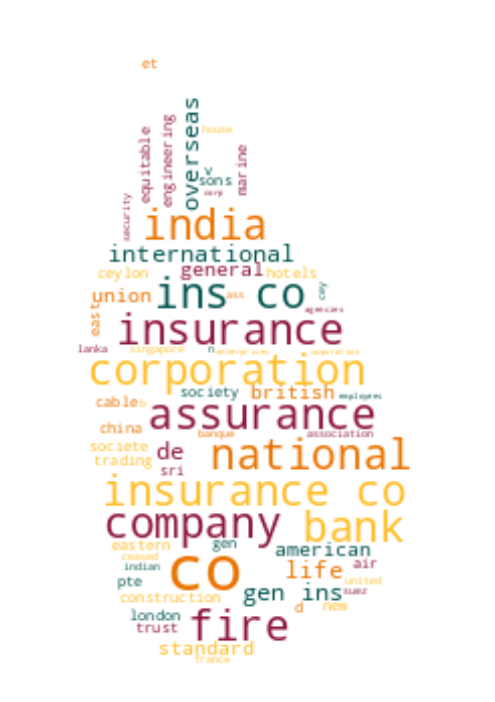 et
overseas
engineering
equitable
house
marine
v
sons
corp
security
india
international
general
hotels
ceylon
ins co
cey
union
ass
east
agencies
insurance
lanka
singapore
n
enterprises
corporation
corporation
society
british
employees
cable
b
assurance
china
banque
association
societe
de
national
trading
sri
insurance co
company
bank
eastern
gen
american
ceased
co
indian
life
air
pte
united
construction
gen ins
suez
d
new
london
fire
trust
standard
france